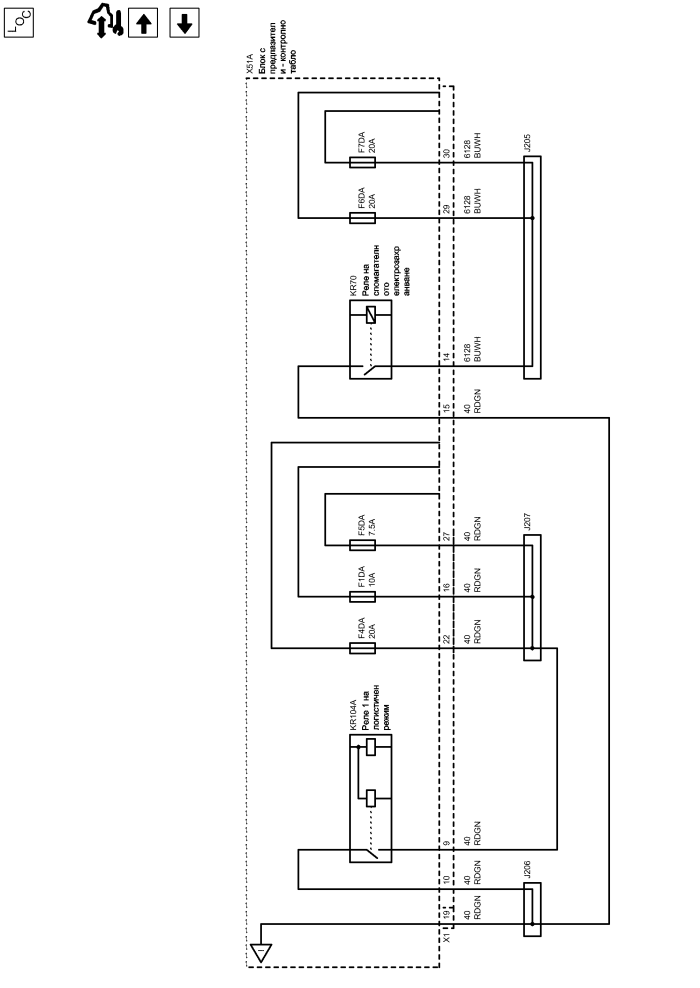 LOC
X51A
Блок с
предпазител
и - контролно
табло
F7DA
20A
30
6128
BUWH
J205
F6DA
20A
29
6128
BUWH
KR70
Реле на
спомагателн
ото
електрозахр
анване
14
6128
BUWH
15
40
RDGN
F5DA
7.5A
27
40
RDGN
J207
F1DA
10A
16
40
RDGN
F4DA
20A
22
40
RDGN
KR104A
Реле 1 на
логистичен
режим
9
40
RDGN
10
40
RDGN
J206
19
40
RDGN
X1
I